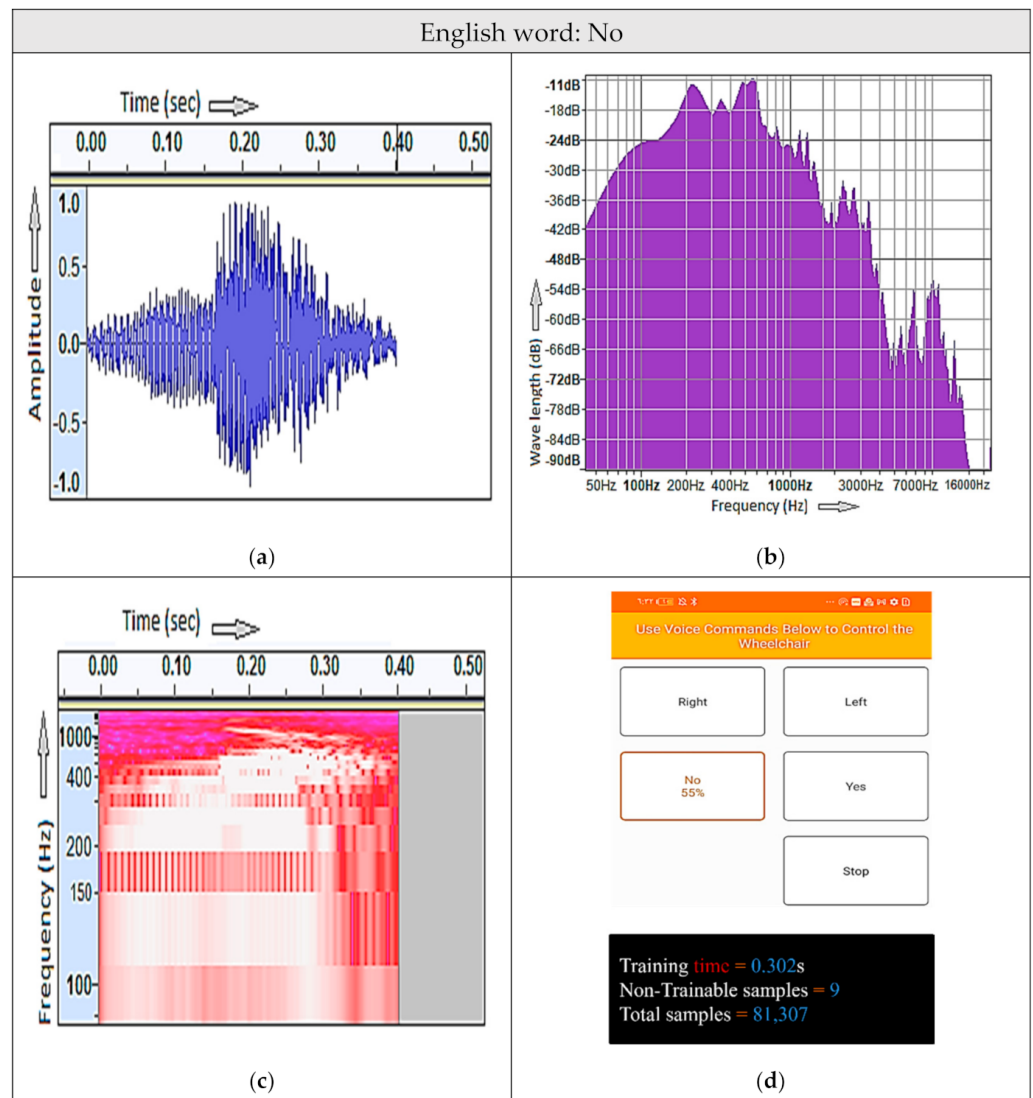 English word: No
Time (sec)
0.00 0.10 0.20 0.30 0.40 0.50
Amplitude
1.0
0.5
0.0
-0.5
-1.0
(a)
-11dB
-18dB
-24dB
-30dB
-36dB
-42dB
-48dB
-54dB
-60dB
-66dB
-72dB
-78dB
-84dB
-90dB
Wave length (dB)
50Hz 100Hz 200Hz 400Hz 1000Hz 3000Hz 7000Hz 16000Hz
Frequency (Hz)
(b)
Time (sec)
0.00 0.10 0.20 0.30 0.40 0.50
Frequency (Hz)
1000
400
200
150
100
(c)
Use Voice Commands Below to Control the
Wheelchair
Right Left
No
55%
Yes
Stop
Training time = 0.302s
Non-Trainable samples = 9
Total samples = 81,307
(d)